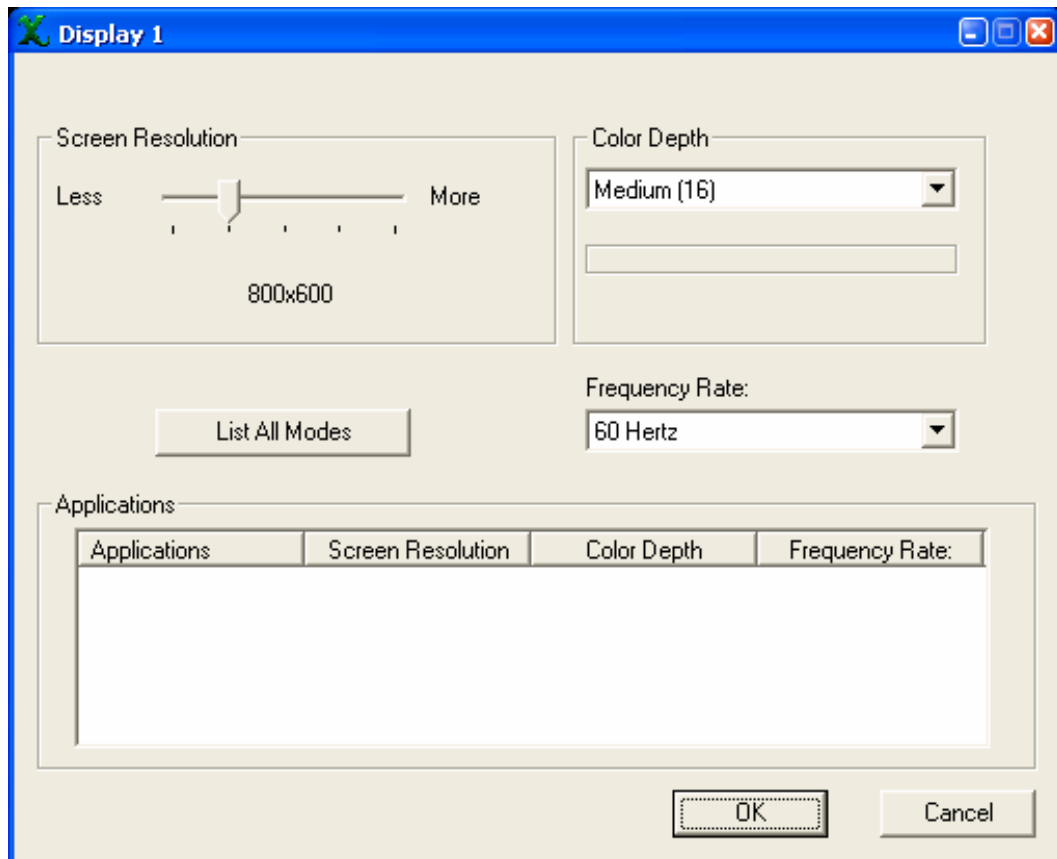 Display 1
Screen Resolution
Less
More
800x600
Color Depth
Medium (16)
List All Modes
Frequency Rate:
60 Hertz
Applications
Applications Screen Resolution Color Depth Frequency Rate:
OK Cancel